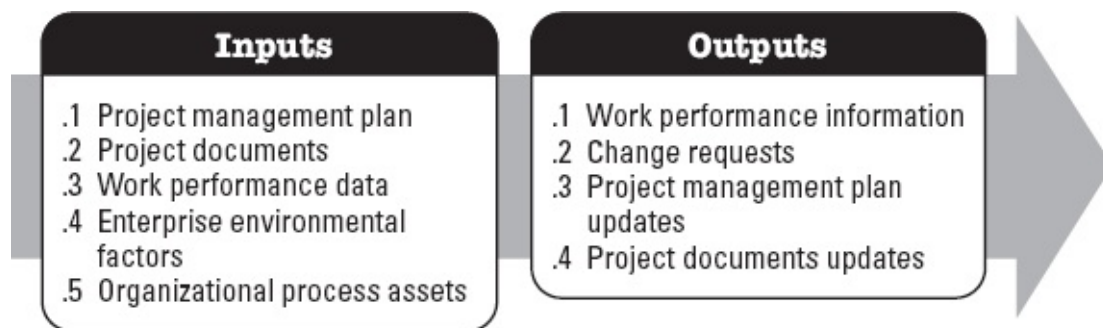 Inputs
.1 Project management plan
.2 Project documents
.3 Work performance data
.4 Enterprise environmental
factors
.5 Organizational process assets
Outputs
.1 Work performance information
.2 Change requests
.3 Project management plan
updates
.4 Project documents updates